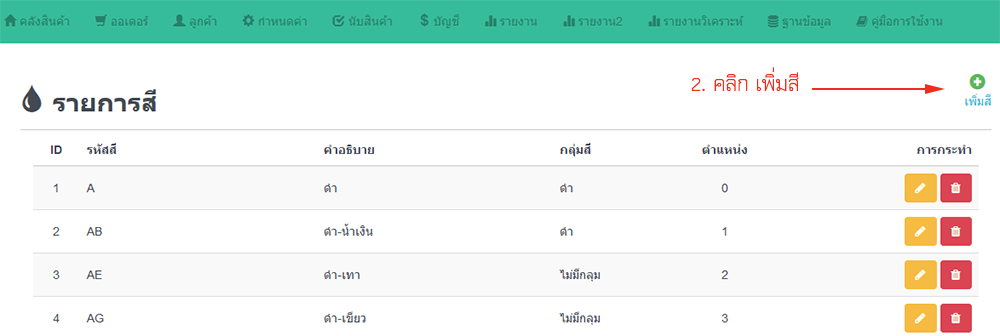 คลังสินค้า ออเดอร์ ลูกค้า กำหนดค่า นับสินค้า บัญชี รายงาน รายงาน2 รายงานวิเคราะห์ ฐานข้อมูล คู่มือการใช้งาน
2. คลิก เพิ่มสี
เพิ่มสี
รายการสี
ID รหัสสี คำอธิบาย กลุ่มสี ตำแหน่ง การกระทำ
1 A ดำ ดำ 0
2 AB ดำ-น้ำเงิน ดำ 1
3 AE ดำ-เทา ไม่มีกลุม 2
4 AG ดำ-เขียว ไม่มีกลุม 3